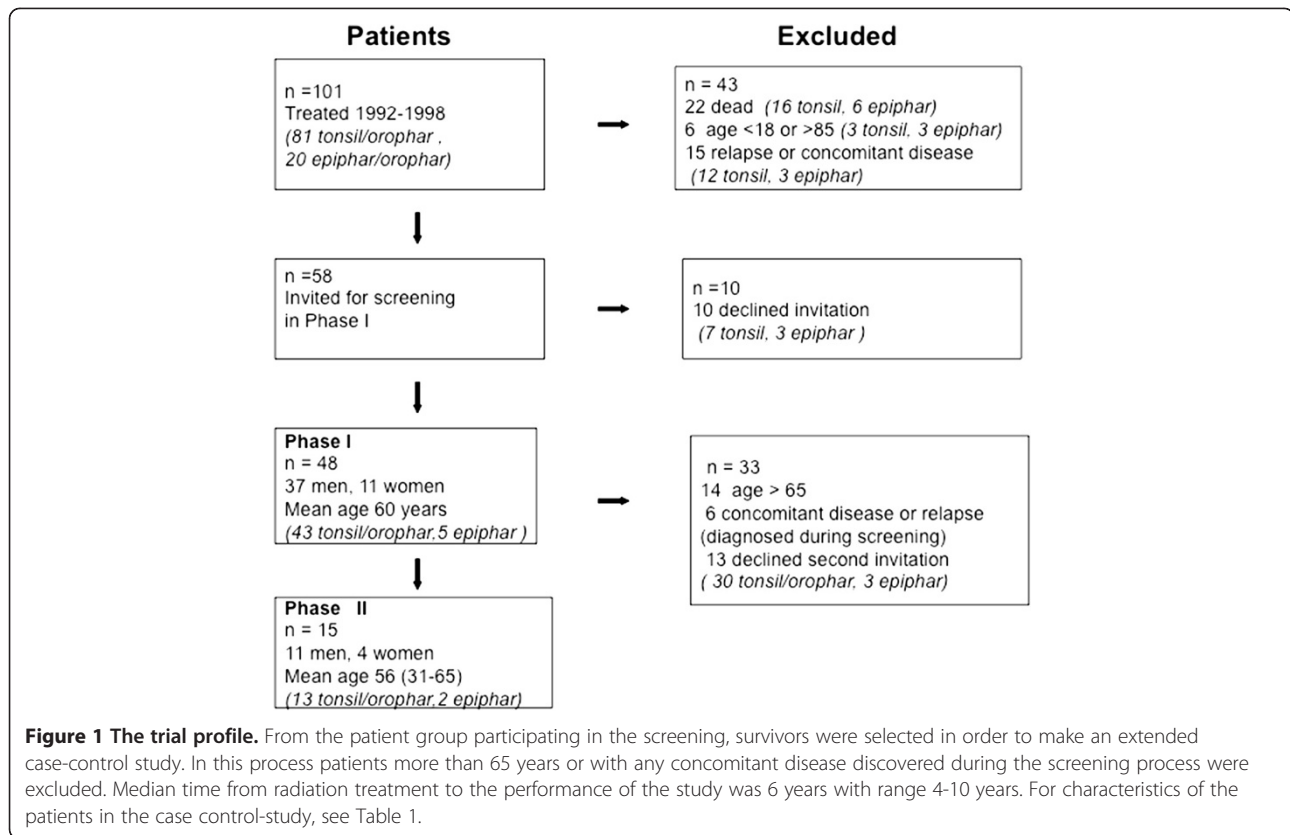 Patients
Excluded
n =101
Treated 1992-1998
(81 tonsil/orophar ,
20 epiphar/orophar)
n = 43
22 dead (16 tonsil, 6 epiphar)
6 age <18 or >85 (3 tonsil, 3 epiphar)
15 relapse or concomitant disease
(12 tonsil, 3 epiphar)
n =58
Invited for screening
in Phase I
n =10
10 declined invitation
(7 tonsil, 3 epiphar )
Phase I
n = 48
37 men, 11 women
Mean age 60 years
(43 tonsil/orophar,5 epiphar )
n = 33
14 age > 65
6 concomitant disease or relapse
(diagnosed during screening)
13 declined second invitation
( 30 tonsil/orophar, 3 epiphar)
Phase II
n = 15
11 men, 4 women
Mean age 56 (31-65)
(13 tonsil/orophar,2 epiphar)
Figure 1 The trial profile. From the patient group participating in the screening, survivors were selected in order to make an extended
case-control study. In this process patients more than 65 years or with any concomitant disease discovered during the screening process were
excluded. Median time from radiation treatment to the performance of the study was 6 years with range 4-10 years. For characteristics of the
patients in the case control-study, see Table 1.